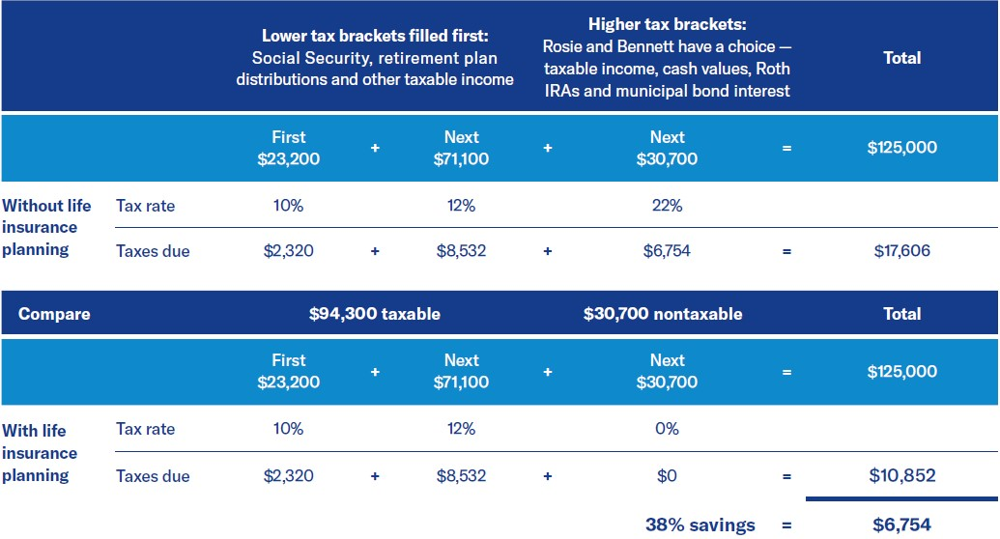 Lower tax brackets filled first:
Social Security, retirement plan
distributions and other taxable income
Higher tax brackets:
Rosie and Bennett have a choice —
taxable income, cash values, Roth
IRAs and municipal bond interest
Total
First
$23,200
+
Next
$71,100
+
Next
$30,700
=
$125,000
Without life
insurance
planning
Tax rate
10%
12%
22%
Taxes due
$2,320
+
$8,532
+
$6,754
=
$17,606
Compare
$94,300 taxable
$30,700 nontaxable
Total
First
$23,200
+
Next
$71,100
+
Next
$30,700
=
$125,000
With life
insurance
planning
Tax rate
10%
12%
0%
Taxes due
$2,320
+
$8,532
+
$0
=
$10,852
38% savings
=
$6,754